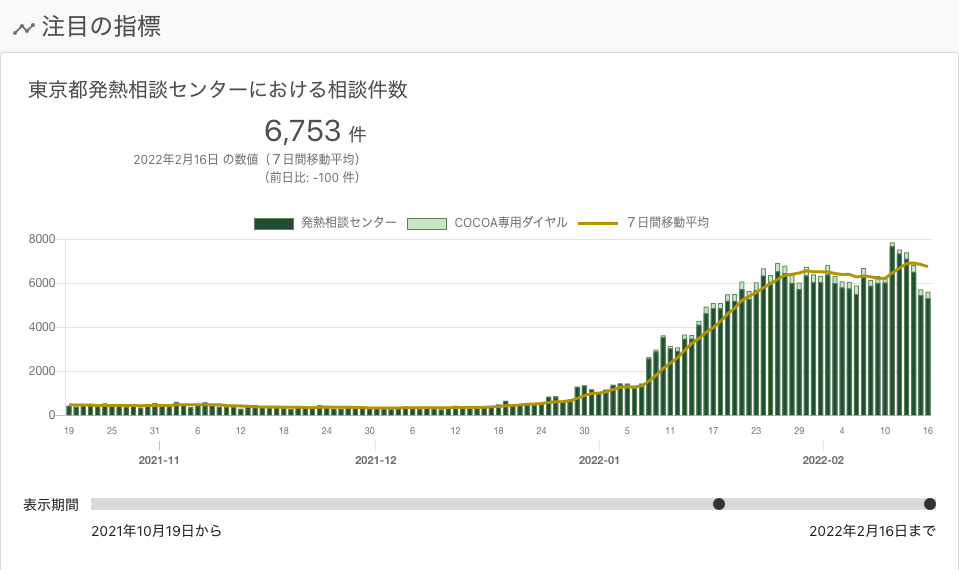 注目の指標
東京都発熱相談センターにおける相談件数
6,753 件
2022年2月16日 の数値（７日間移動平均）
（前日比: -100 件）
発熱相談センター COCOA専用ダイヤル ７日間移動平均
8000
6000
4000
2000
0
19 25 31 6 12 18 24 30 6 12 18 24 30 5 11 17 23 29 4 10 16
2021-11 2021-12 2022-01 2022-02
表示期間
2021年10月19日から 2022年2月16日まで